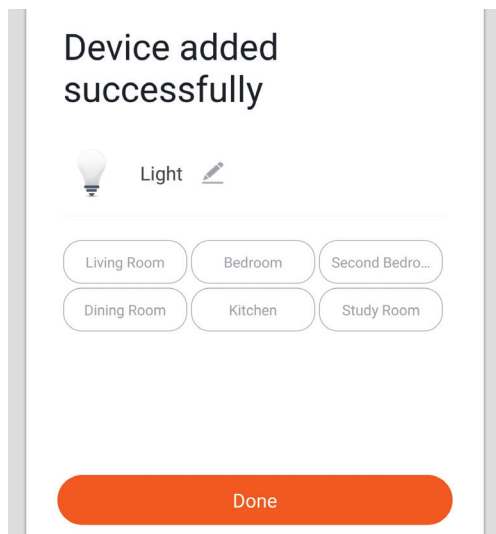 Device added
successfully
Light
Living Room Bedroom Second Bedro...
Dining Room Kitchen Study Room
Done